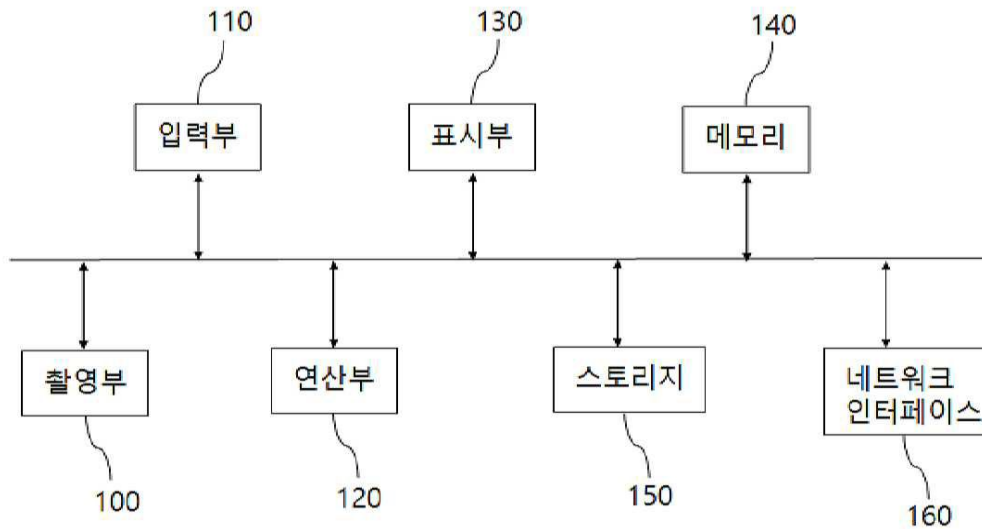 110
130
140
입력부
표시부
메모리
촬영부
연산부
스토리지
네트워크
인터페이스
100
120
150
160